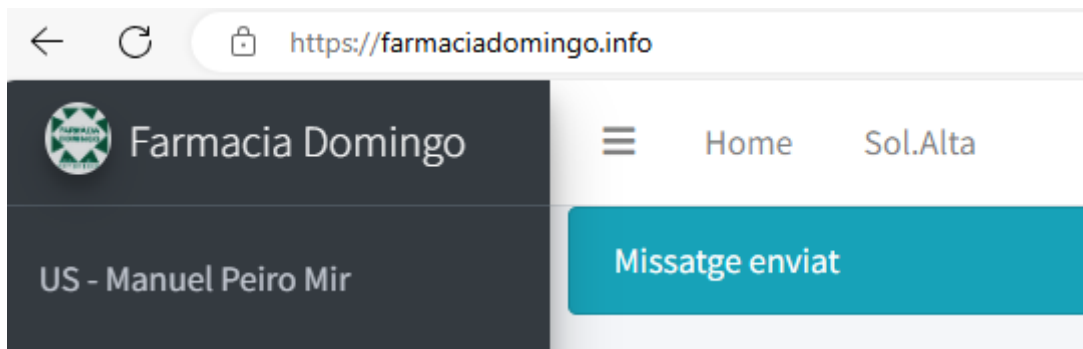 https://farmaciadomingo.info
Farmacia Domingo
Home Sol.Alta
US - Manuel Peiro Mir
Missatge enviat